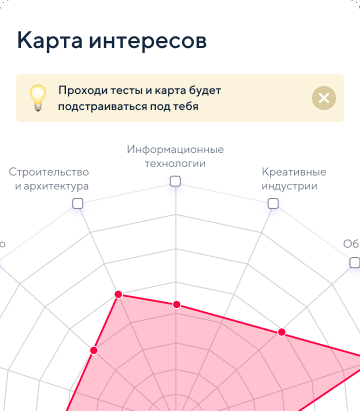 Карта интересов
Проходи тесты и карта будет
подстраиваться под тебя
Информационные
технологии
Строительство
и архитектура
Креативные
индустрии